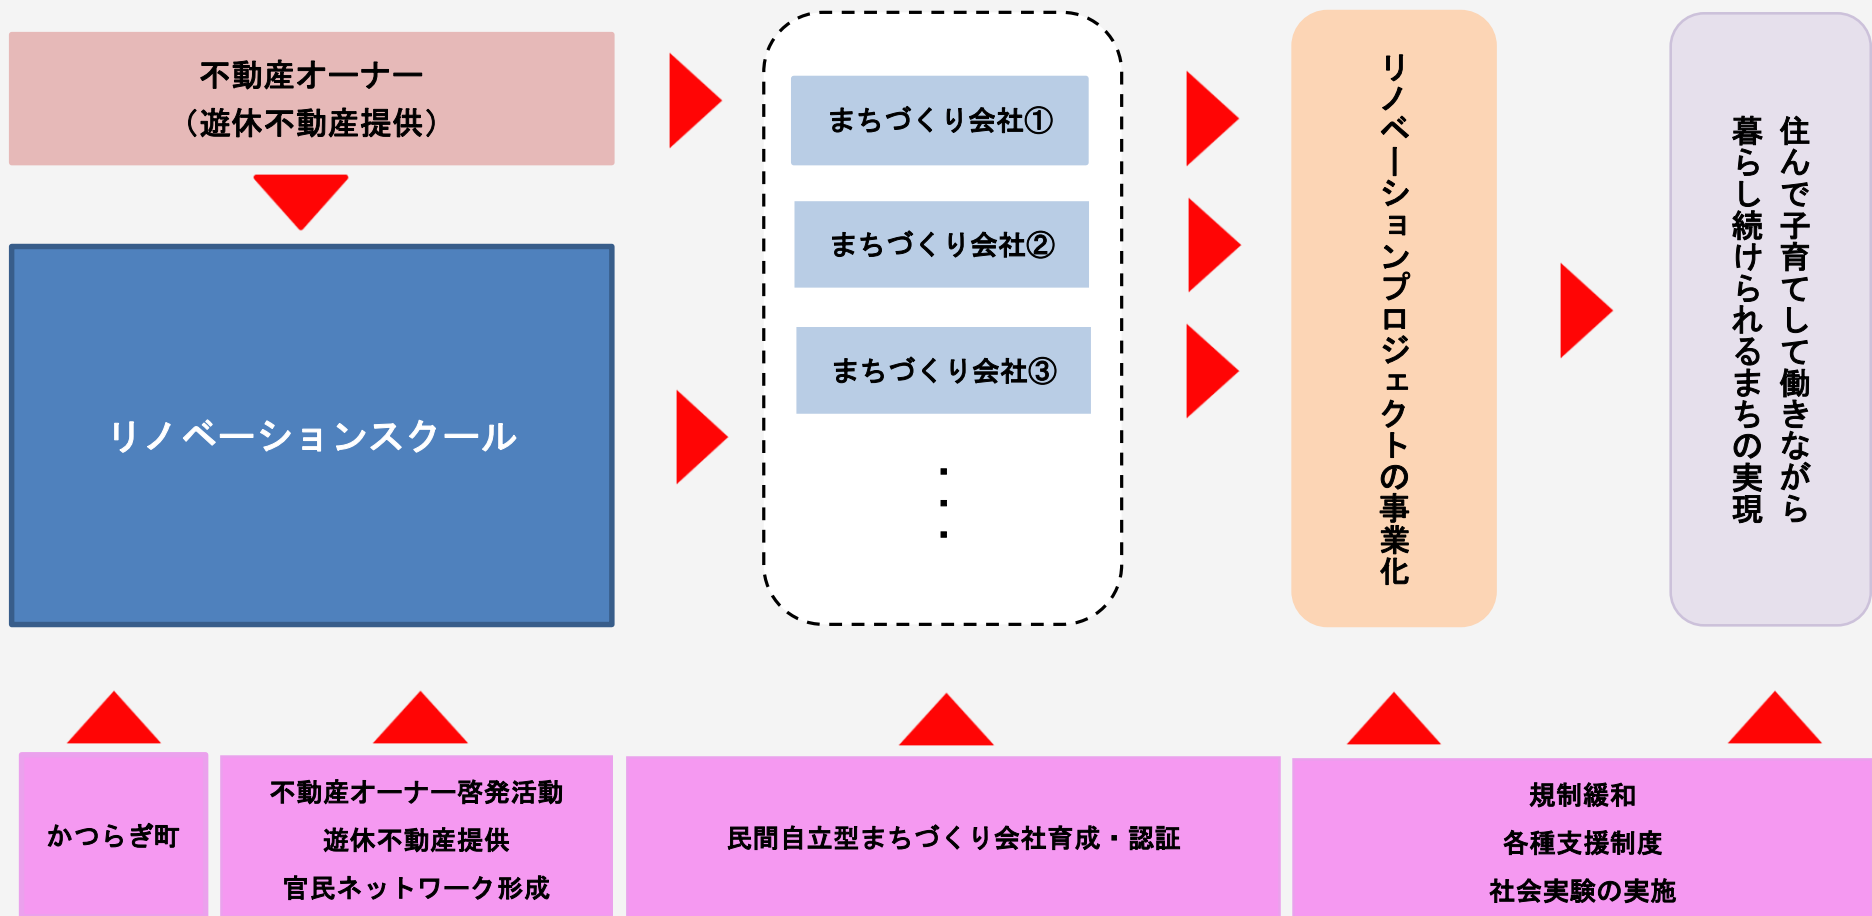 不動産オーナー
（遊休不動産提供）
リノベーションスクール
まちづくり会社①
まちづくり会社②
まちづくり会社③
・
・
・
リノベーションプロジェクトの事業化
住んで子育てして働きながら
暮らし続けられるまちの実現
かつらぎ町
不動産オーナー啓発活動
遊休不動産提供
官民ネットワーク形成
民間自立型まちづくり会社育成・認証
規制緩和
各種支援制度
社会実験の実施